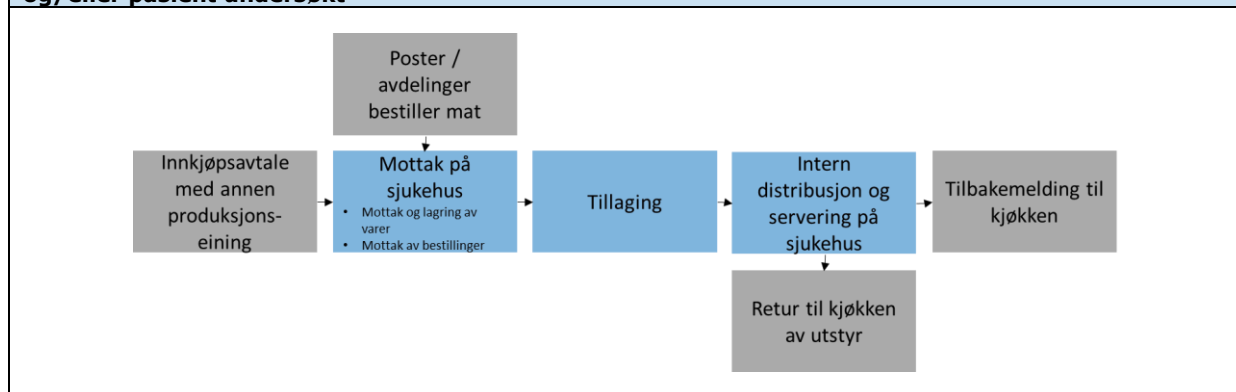 og/eller pasient undersøkt
Poster /
avdelinger
bestiller mat
Innkjøpsavtale
med annen
produksjons-
eining
Mottak på
sjukehus
• Mottak og lagring av
varer
• Mottak av bestillinger
Tillaging
Intern
distribusjon og
servering på
sjukehus
Tilbakemelding til
kjøkken
Retur til kjøkken
av utstyr